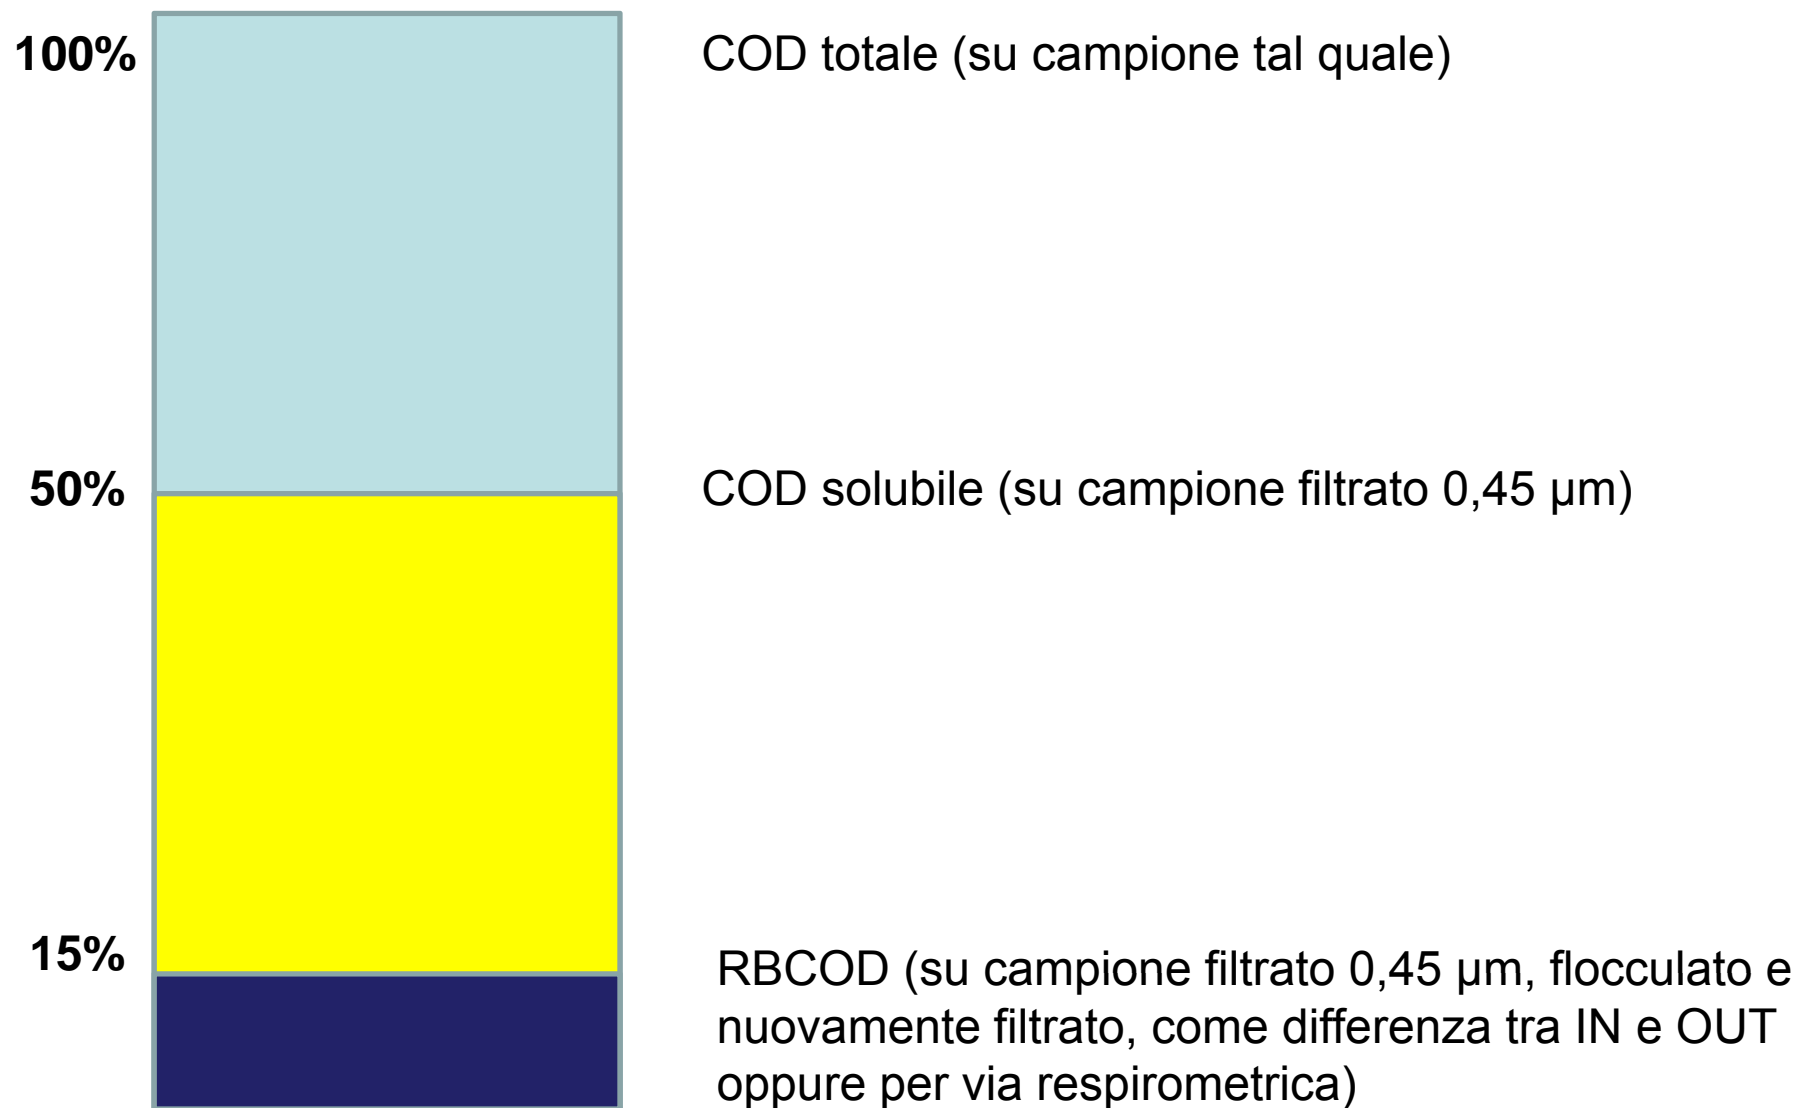 100%
COD totale (su campione tal quale)
50%
COD solubile (su campione filtrato 0,45 µm)
15%
RBCOD (su campione filtrato 0,45 µm, flocculato e
nuovamente filtrato, come differenza tra IN e OUT
oppure per via respirometrica)